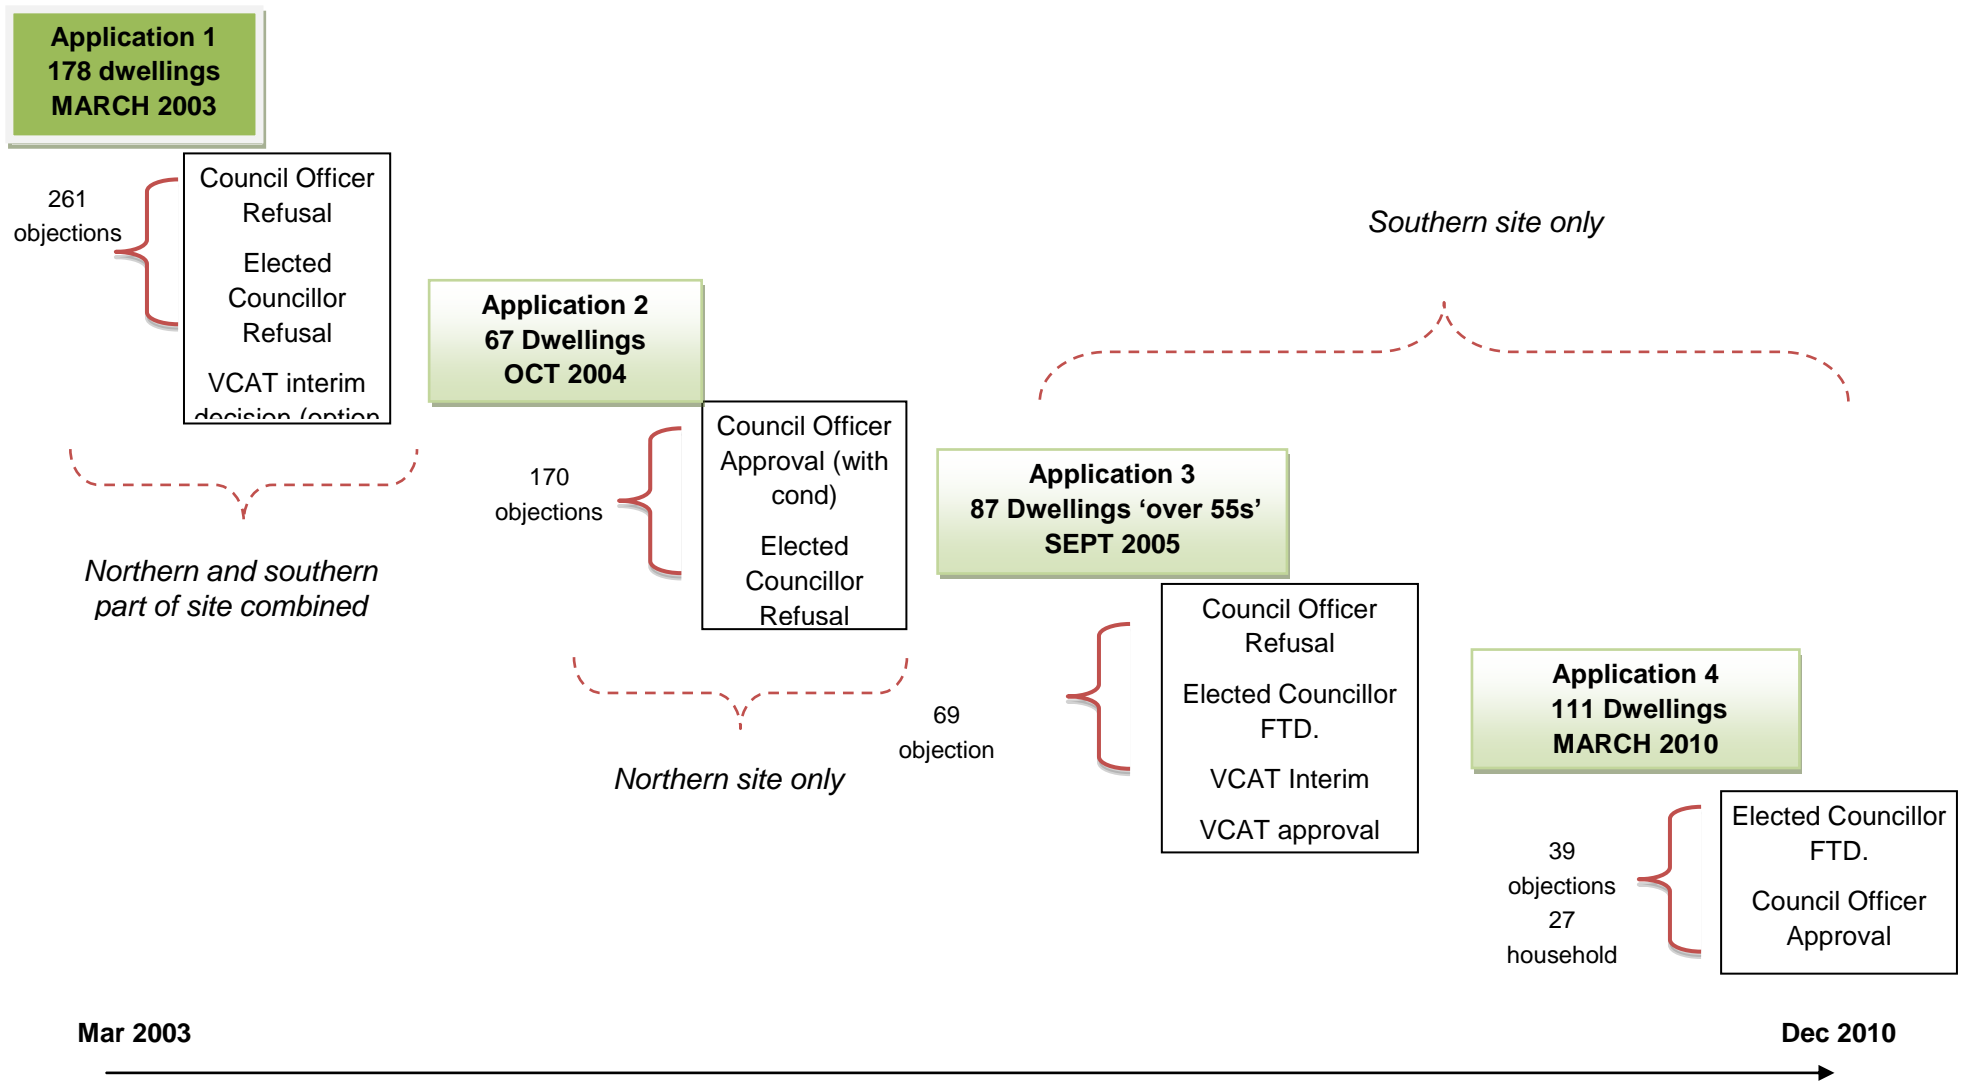 Application 1
178 dwellings
MARCH 2003
261
objections
Council Officer
Refusal
Elected
Councillor
Refusal
VCAT interim
decision (option
Northern and southern
part of site combined
Application 2
67 Dwellings
OCT 2004
170
objections
Council Officer
Approval (with
cond)
Elected
Councillor
Refusal
Northern site only
Southern site only
Application 3
87 Dwellings ‘over 55s’
SEPT 2005
69
objection
Council Officer
Refusal
Elected Councillor
FTD.
VCAT Interim
VCAT approval
Application 4
111 Dwellings
MARCH 2010
39
objections
27
household
Elected Councillor
FTD.
Council Officer
Approval
Mar 2003
Dec 2010